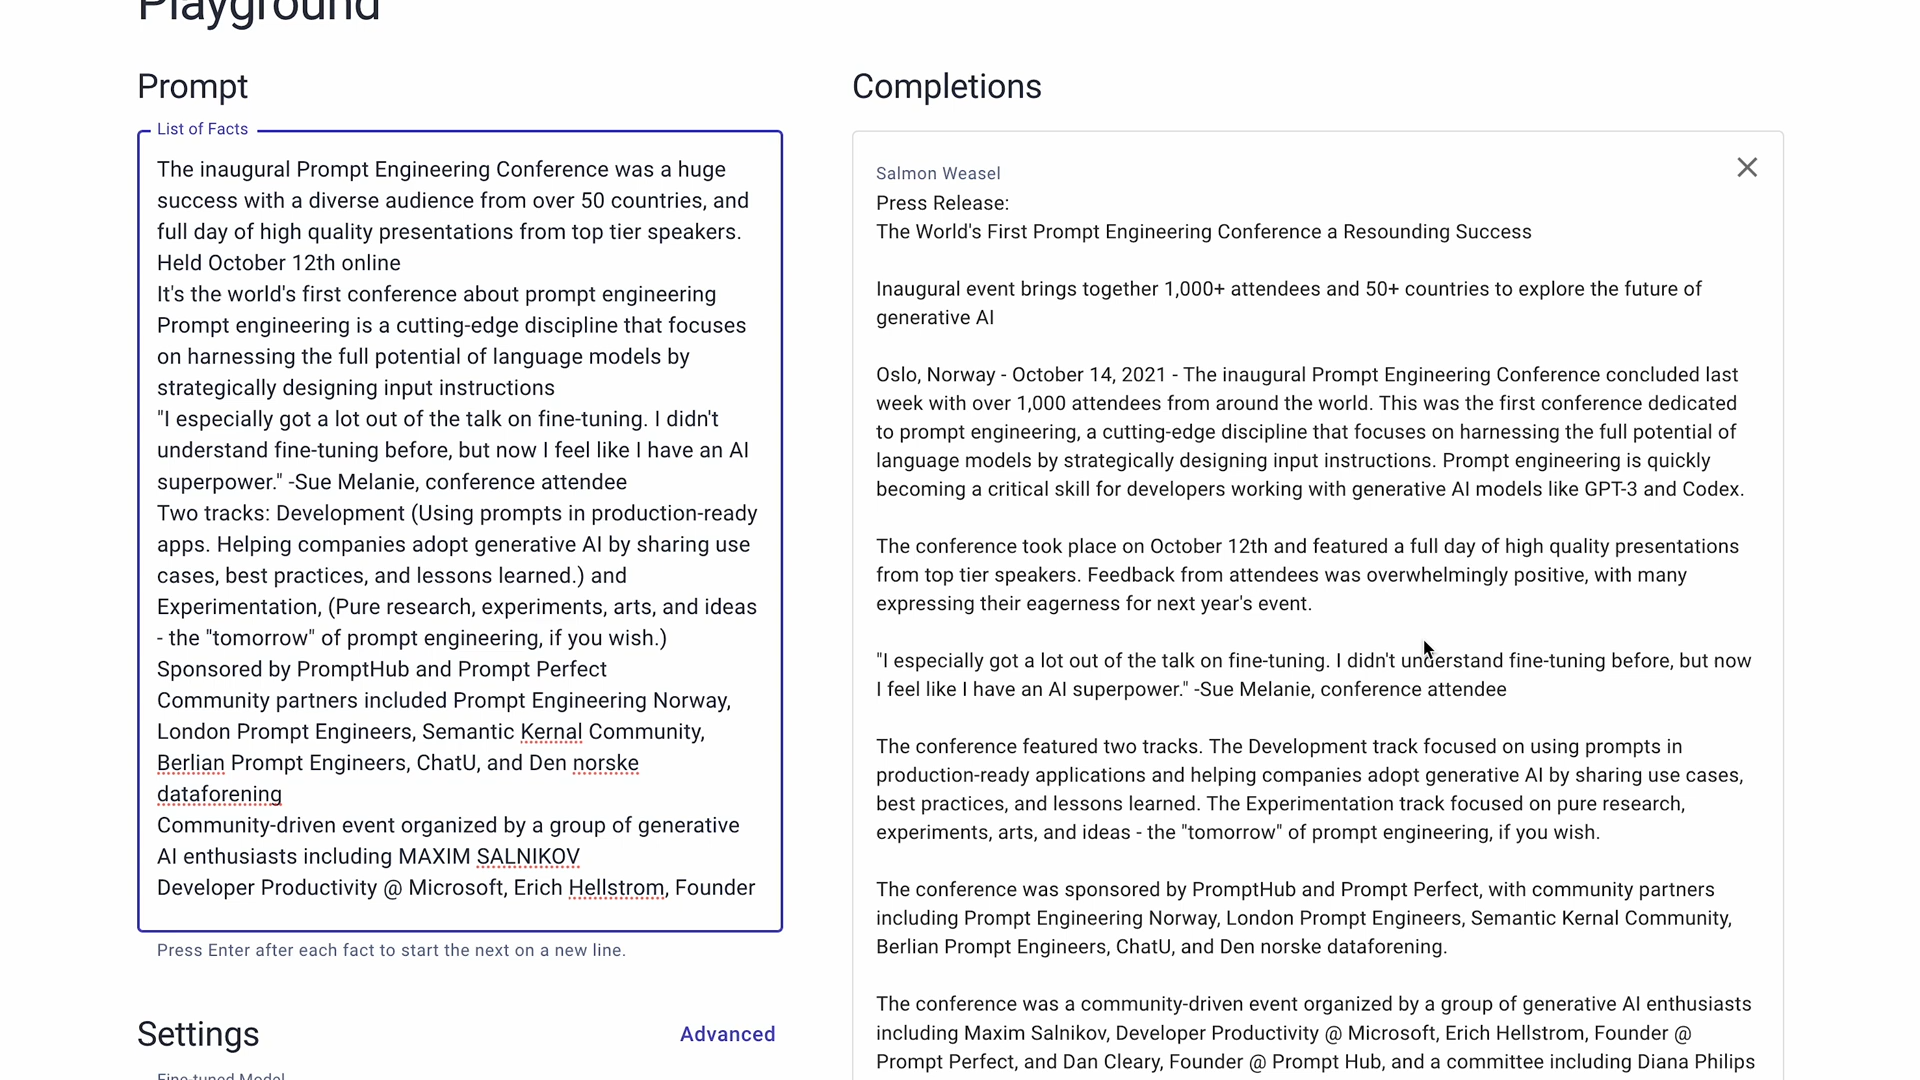 Playground
Prompt
List of Facts
The inaugural Prompt Engineering Conference was a huge
success with a diverse audience from over 50 countries, and
full day of high quality presentations from top tier speakers.
Held October 12th online
It's the world's first conference about prompt engineering
Prompt engineering is a cutting-edge discipline that focuses
on harnessing the full potential of language models by
strategically designing input instructions
"I especially got a lot out of the talk on fine-tuning. I didn't
understand fine-tuning before, but now I feel like I have an AI
superpower." -Sue Melanie, conference attendee
Two tracks: Development (Using prompts in production-ready
apps. Helping companies adopt generative AI by sharing use
cases, best practices, and lessons learned.) and
Experimentation, (Pure research, experiments, arts, and ideas
- the "tomorrow" of prompt engineering, if you wish.)
Sponsored by PromptHub and Prompt Perfect
Community partners included Prompt Engineering Norway,
London Prompt Engineers, Semantic Kernal Community,
Berlian Prompt Engineers, ChatU, and Den norske
dataforening
Community-driven event organized by a group of generative
AI enthusiasts including MAXIM SALNIKOV
Developer Productivity @ Microsoft, Erich Hellstrom, Founder
Press Enter after each fact to start the next on a new line.
Settings
Advanced
Fine-tuned Model
Completions
Salmon Weasel
Press Release:
The World's First Prompt Engineering Conference a Resounding Success
Inaugural event brings together 1,000+ attendees and 50+ countries to explore the future of
generative AI
Oslo, Norway - October 14, 2021 - The inaugural Prompt Engineering Conference concluded last
week with over 1,000 attendees from around the world. This was the first conference dedicated
to prompt engineering, a cutting-edge discipline that focuses on harnessing the full potential of
language models by strategically designing input instructions. Prompt engineering is quickly
becoming a critical skill for developers working with generative AI models like GPT-3 and Codex.
The conference took place on October 12th and featured a full day of high quality presentations
from top tier speakers. Feedback from attendees was overwhelmingly positive, with many
expressing their eagerness for next year's event.
"I especially got a lot out of the talk on fine-tuning. I didn't understand fine-tuning before, but now
I feel like I have an AI superpower." -Sue Melanie, conference attendee
The conference featured two tracks. The Development track focused on using prompts in
production-ready applications and helping companies adopt generative AI by sharing use cases,
best practices, and lessons learned. The Experimentation track focused on pure research,
experiments, arts, and ideas - the "tomorrow" of prompt engineering, if you wish.
The conference was sponsored by PromptHub and Prompt Perfect, with community partners
including Prompt Engineering Norway, London Prompt Engineers, Semantic Kernal Community,
Berlian Prompt Engineers, ChatU, and Den norske dataforening.
The conference was a community-driven event organized by a group of generative AI enthusiasts
including Maxim Salnikov, Developer Productivity @ Microsoft, Erich Hellstrom, Founder @
Prompt Perfect, and Dan Cleary, Founder @ Prompt Hub, and a committee including Diana Philips